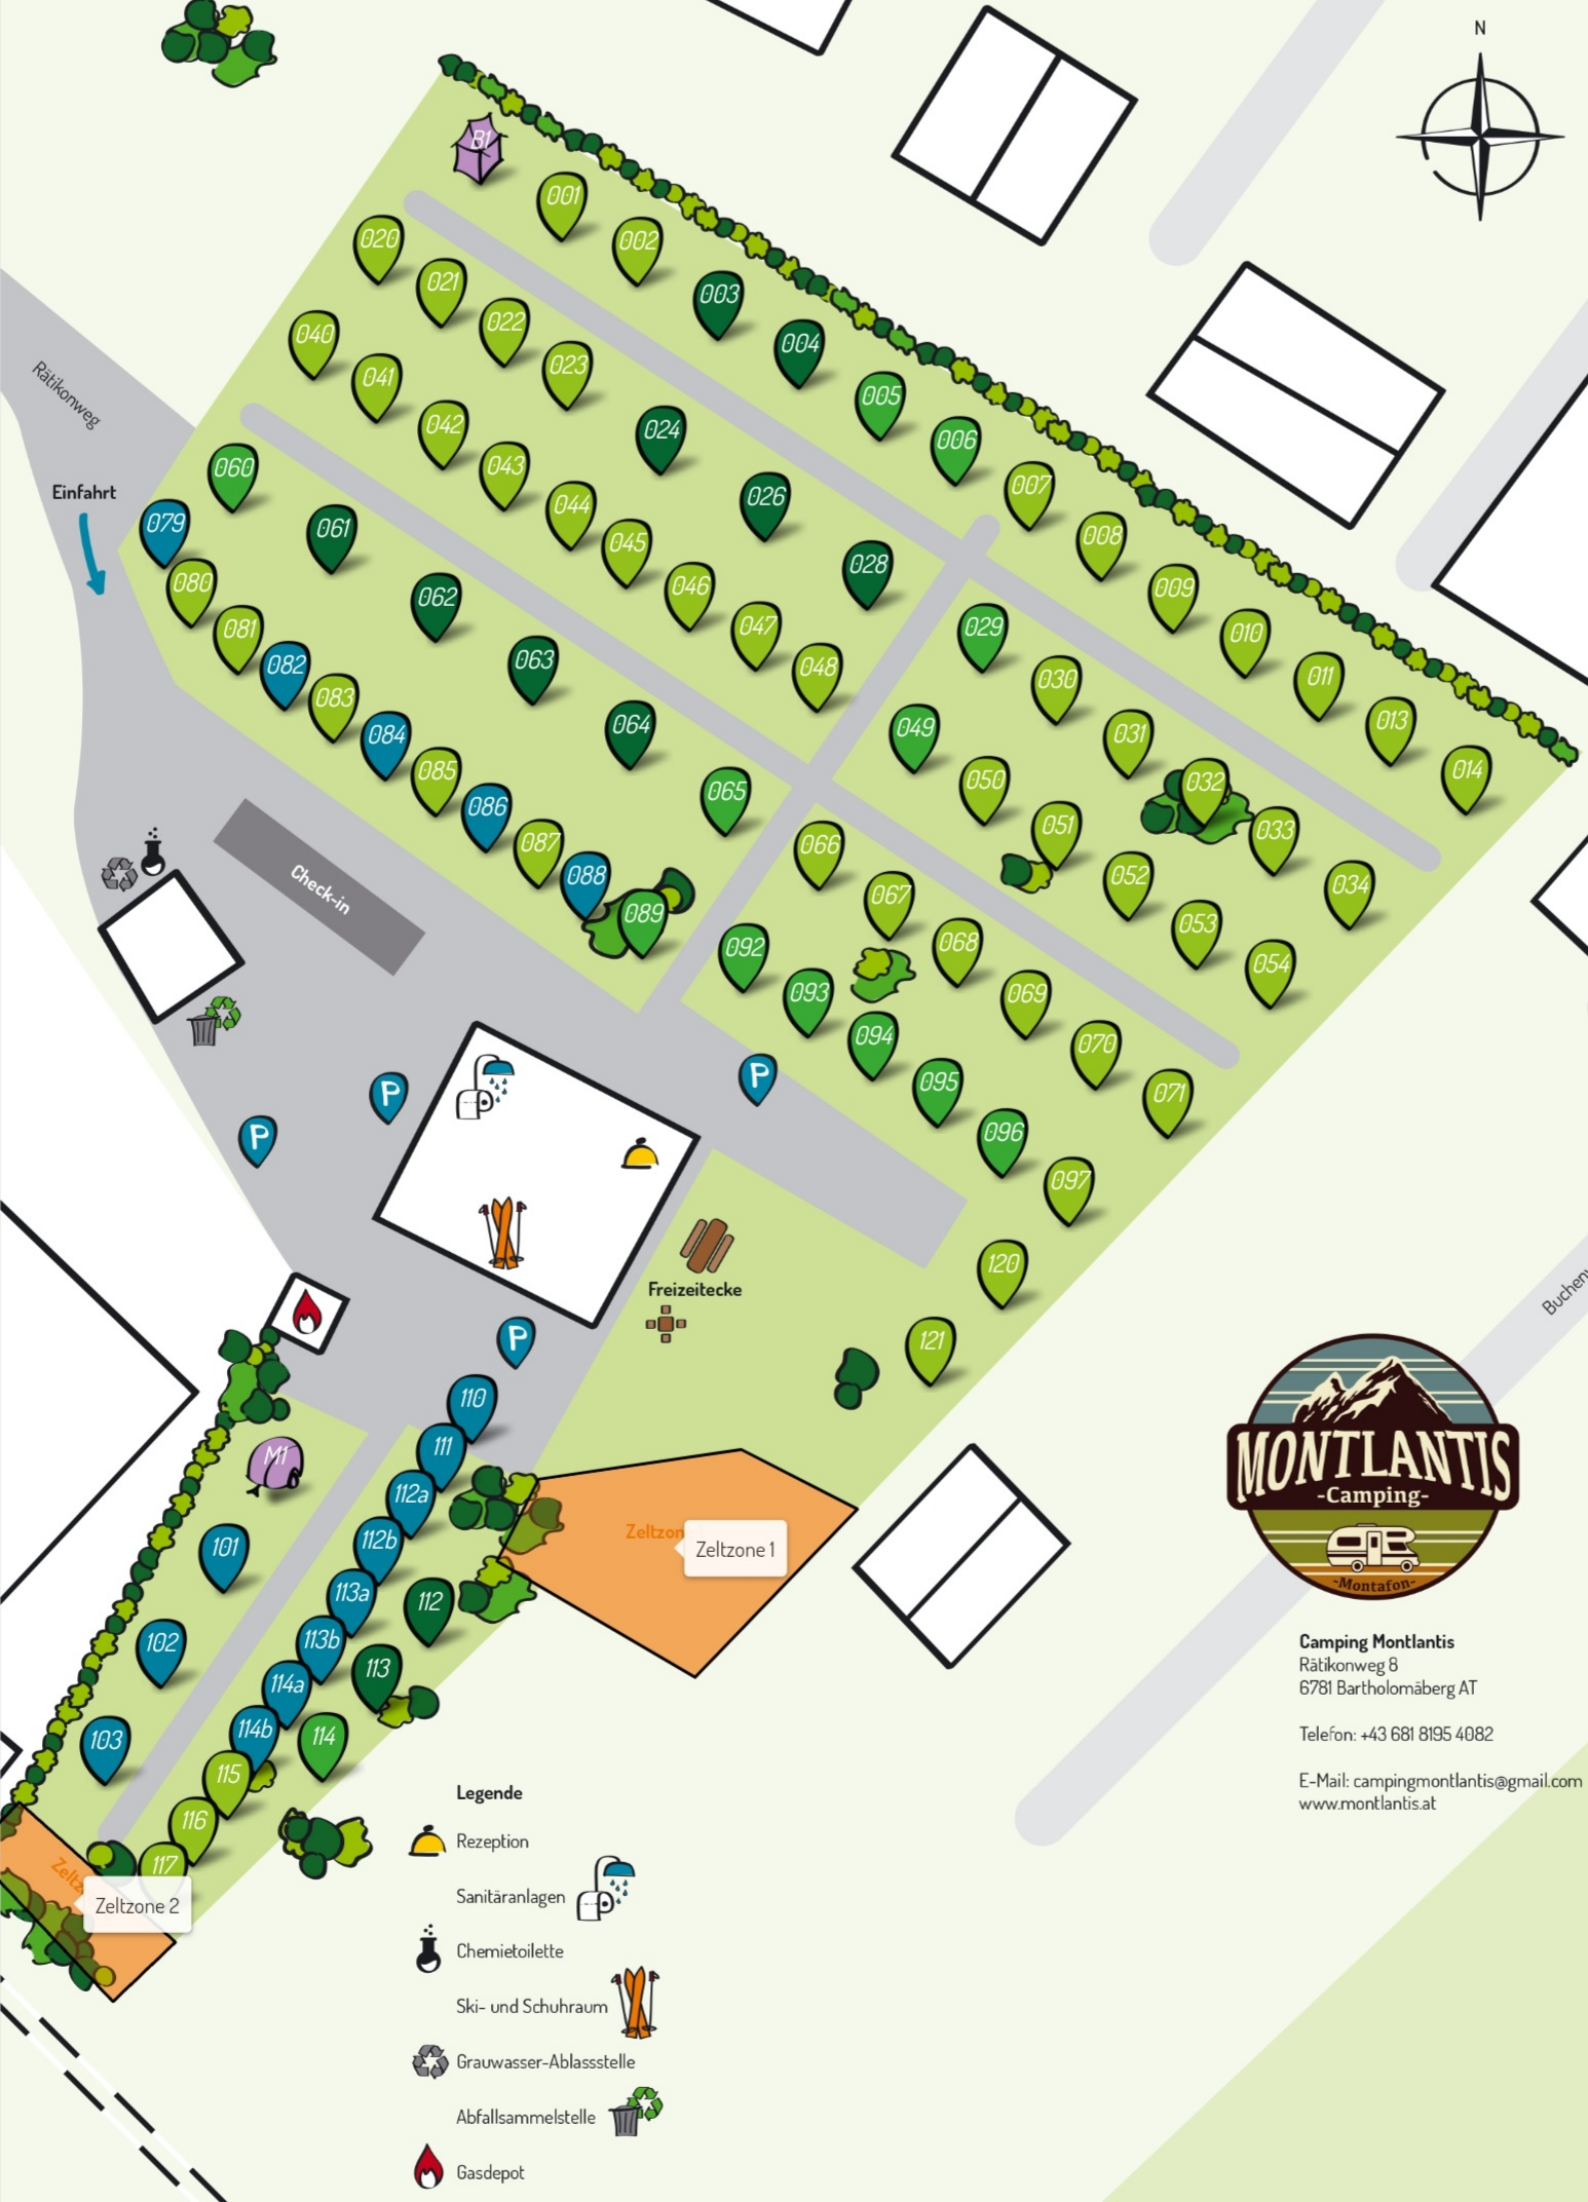 N
B1
001
002
003
004
005
006
007
008
009
010
011
013
014
020
021
022
023
024
026
028
029
030
031
032
033
034
040
041
042
043
044
045
046
047
048
049
050
051
052
053
054
Rätikonweg
Einfahrt
060
061
062
063
064
065
066
067
068
069
070
071
079
080
081
082
083
084
085
086
087
088
089
092
093
094
095
096
097
120
121
Check-in
P
P
P
P
Freizeitecke
110
111
112a
112b
113a
113b
114a
114b
115
116
117
112
113
114
M1
101
102
103
Zeltzon
Zeltzone 1
Zeltz
Zeltzone 2
MONTLANTIS
-Camping-
-Montafon-
Camping Montlantis
Rätikonweg 8
6781 Bartholomäberg AT
Telefon: +43 681 8195 4082
E-Mail: campingmontlantis@gmail.com
www.montlantis.at
Legende
Rezeption
Sanitäranlagen
Chemietoilette
Ski- und Schuhraum
Grauwasser-Ablassstelle
Abfallsammelstelle
Gasdepot